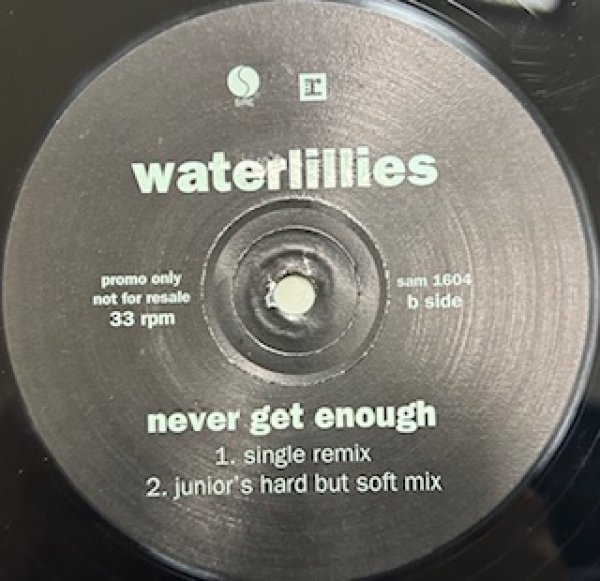 waterlillies
promo only
not for resale
33 rpm
sam 1604
b side
never get enough
1. single remix
2. junior's hard but soft mix